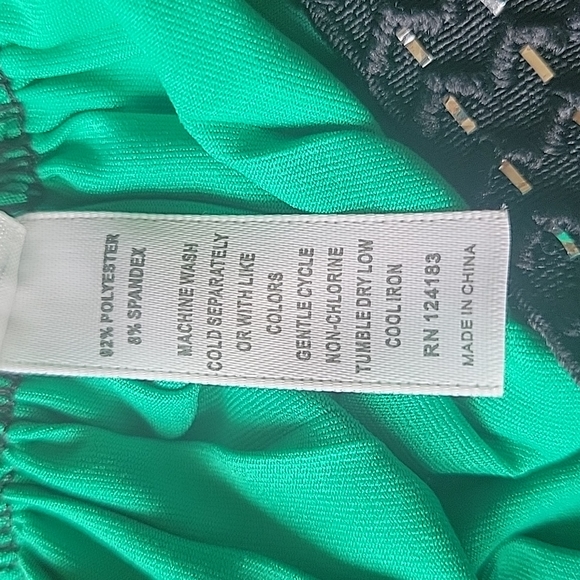 92% POLYESTER
8% SPANDEX
MACHINE WASH
COLD SEPARATELY
OR WITH LIKE
COLORS
GENTLE CYCLE
NON-CHLORINE
TUMBLE DRY LOW
COOL IRON
RN 124183
MADE IN CHINA